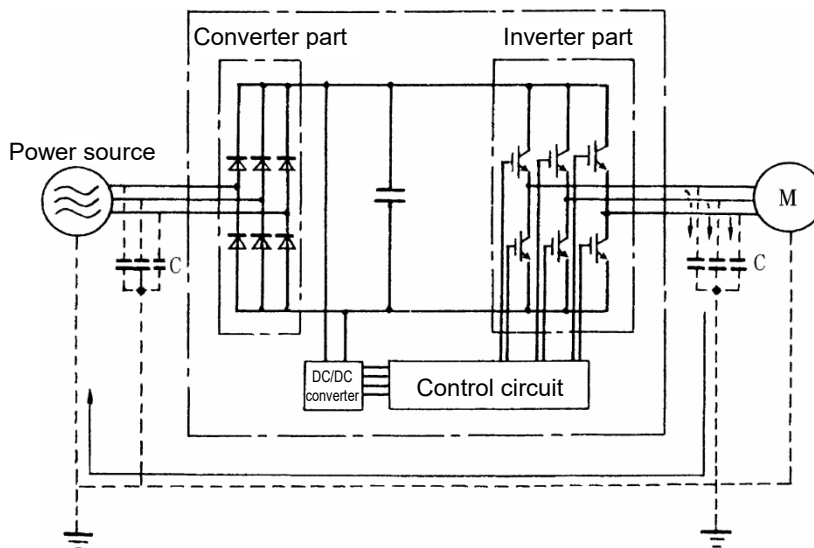 Converter part
Inverter part
Power source
M
C
C
DC/DC
converter
Control circuit